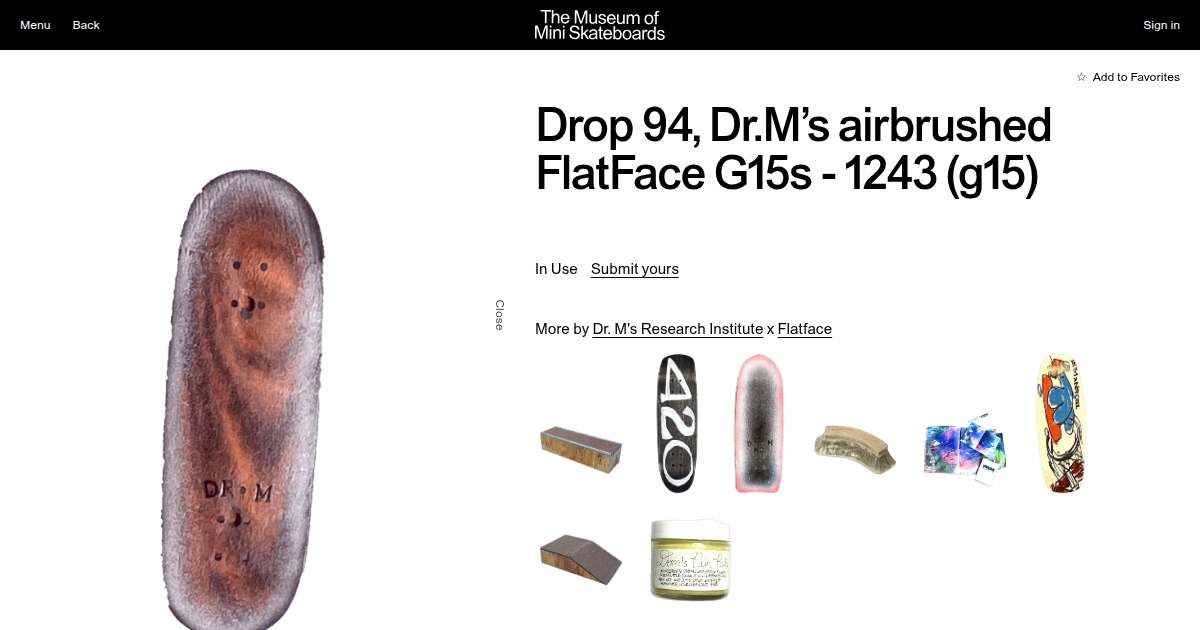 Menu
Back
The Museum of
Mini Skateboards
Sign in
☆ Add to Favorites
Drop 94, Dr.M’s airbrushed
FlatFace G15s - 1243 (g15)
In Use
Submit yours
Close
More by Dr. M's Research Institute x Flatface
DR. M
420